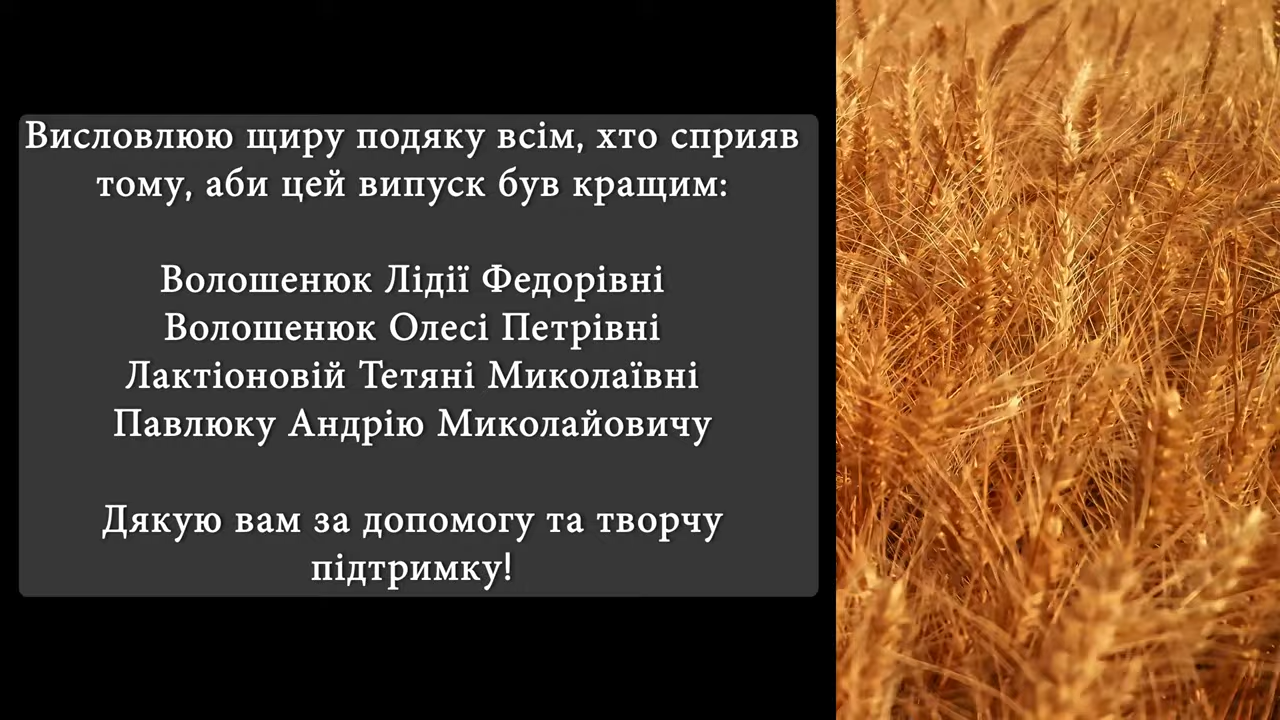 Висловлюю щиру подяку всім, хто сприяв
тому, аби цей випуск був кращим:
Волошенюк Лідії Федорівні
Волошенюк Олесі Петрівні
Лактіоновій Тетяні Миколаївні
Павлюку Андрію Миколайовичу
Дякую вам за допомогу та творчу
підтримку!